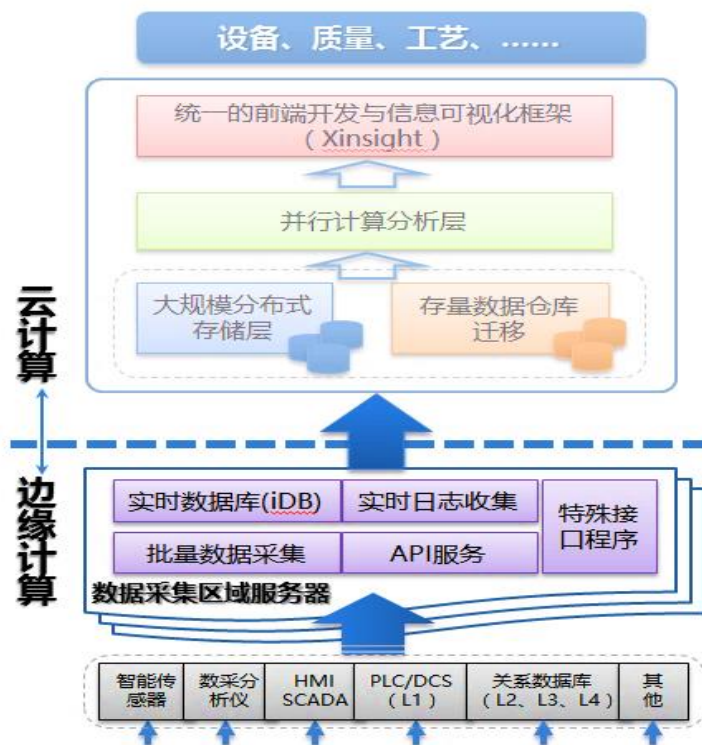 设备、质量、工艺、……
统一的前端开发与信息可视化框架
（Xinsight）
并行计算分析层
大规模分布式
存储层
存量数据仓库
迁移
云计算
边缘计算
实时数据库(iDB)
实时日志收集
特殊接
口程序
批量数据采集
API服务
数据采集区域服务器
智能传
感器
数采分
析仪
HMI
SCADA
PLC/DCS
（L1）
关系数据库
（L2、L3、L4）
其
他